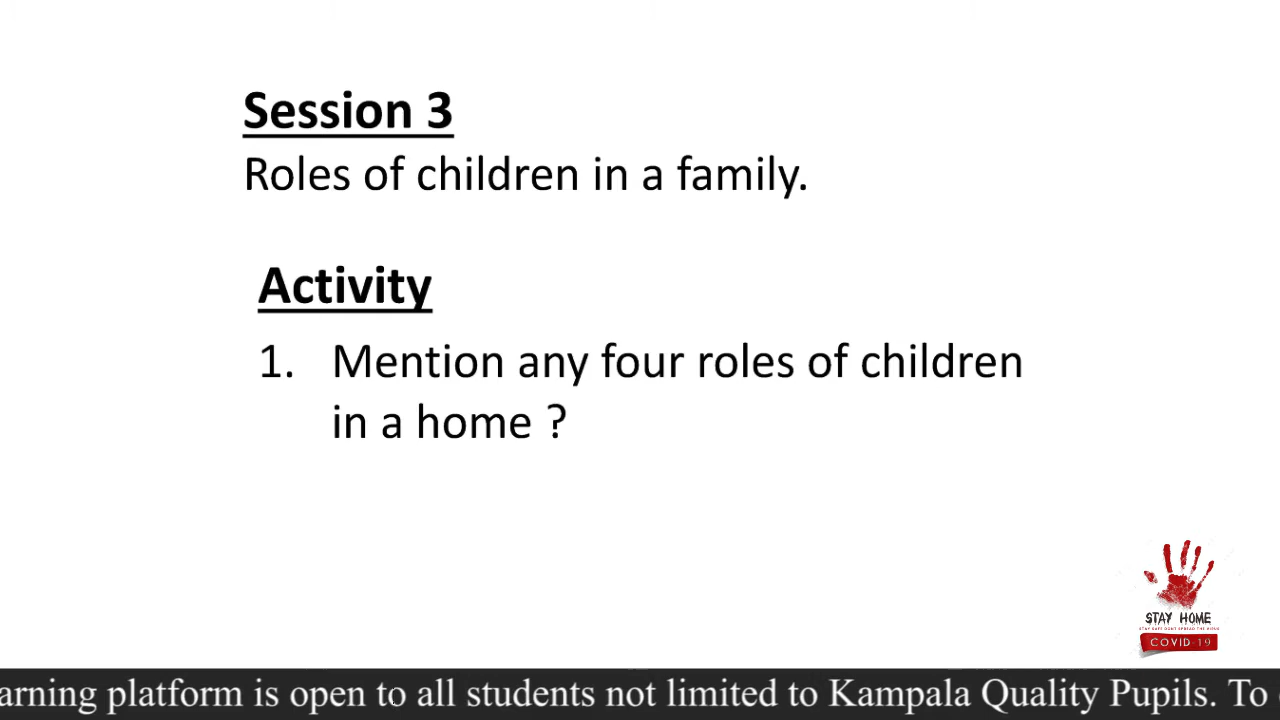 Session 3
Roles of children in a family.
Activity
1. Mention any four roles of children
in a home ?
STAY HOME
COVID-19
arning platform is open to all students not limited to Kampala Quality Pupils. To